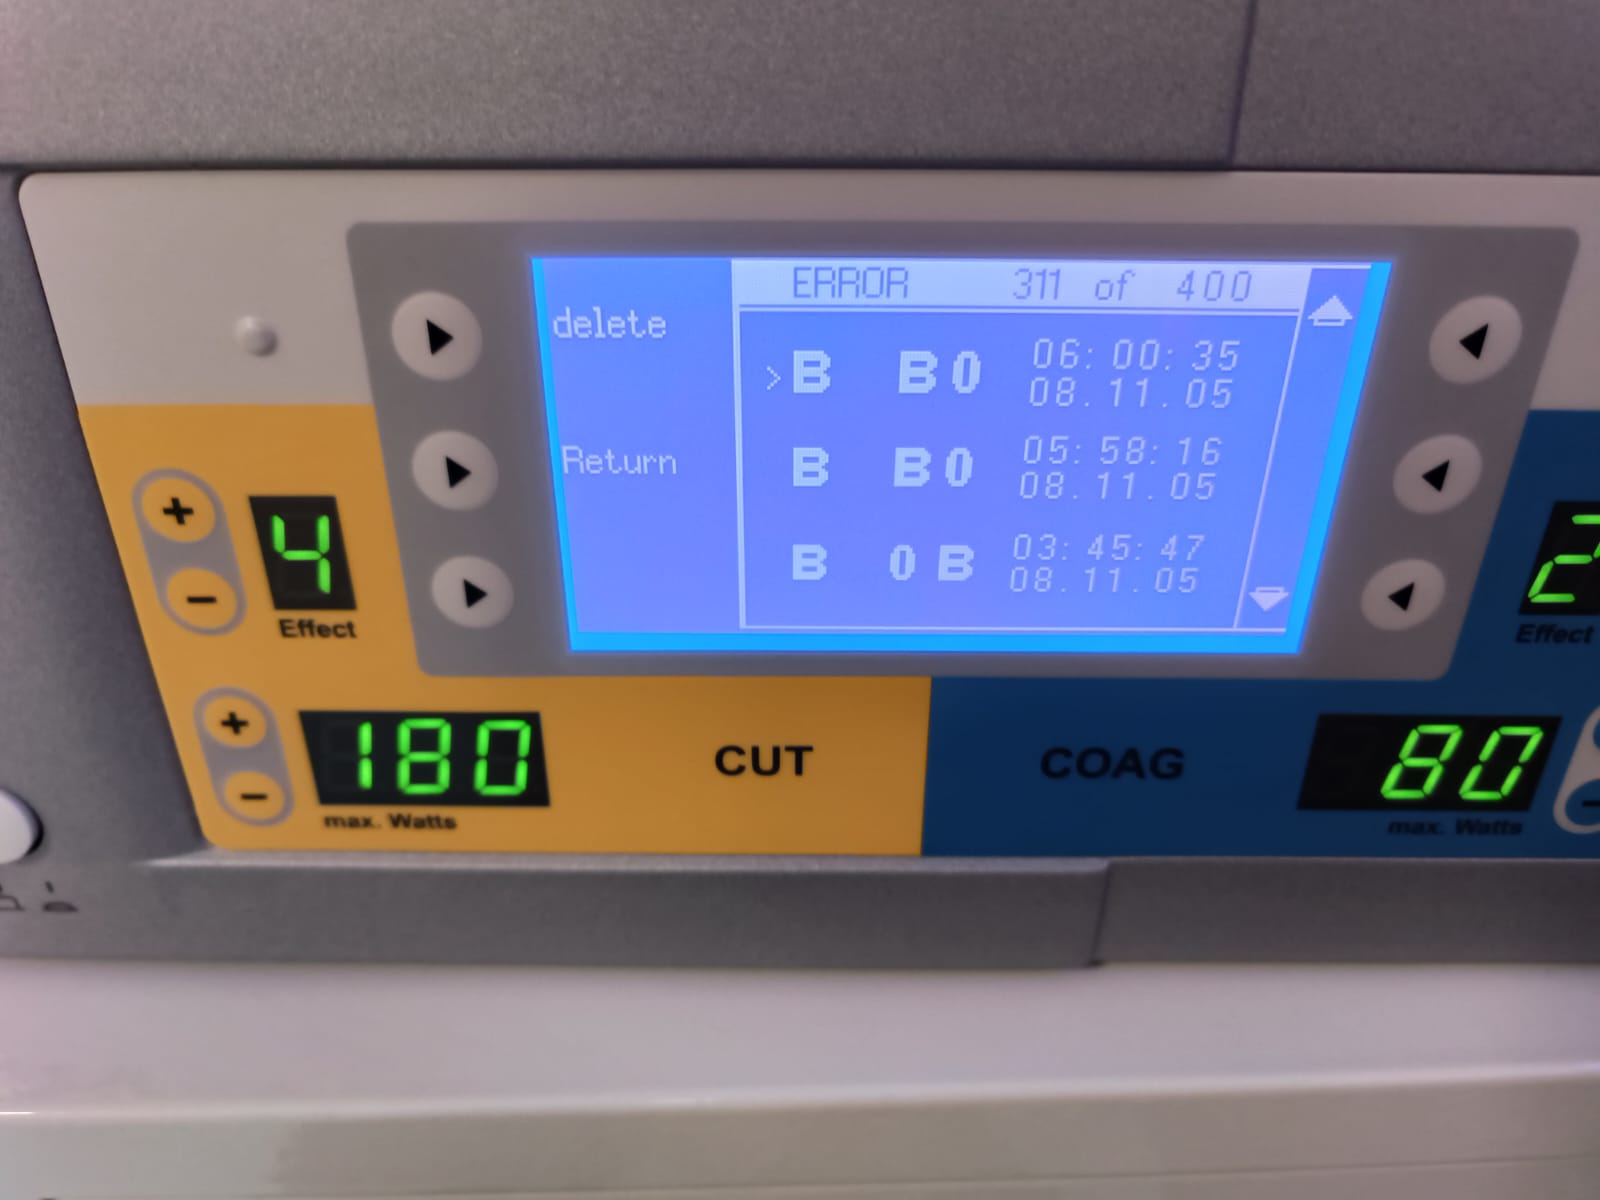 ERROR 311 of 400
delete
> B B0 06:00:35
08.11.05
Return
B B0 05:58:16
08.11.05
B 0B 03:45:47
08.11.05
+
4
-
Effect
Effect
+
180
-
max. Watts
CUT
COAG
80
max. Watts